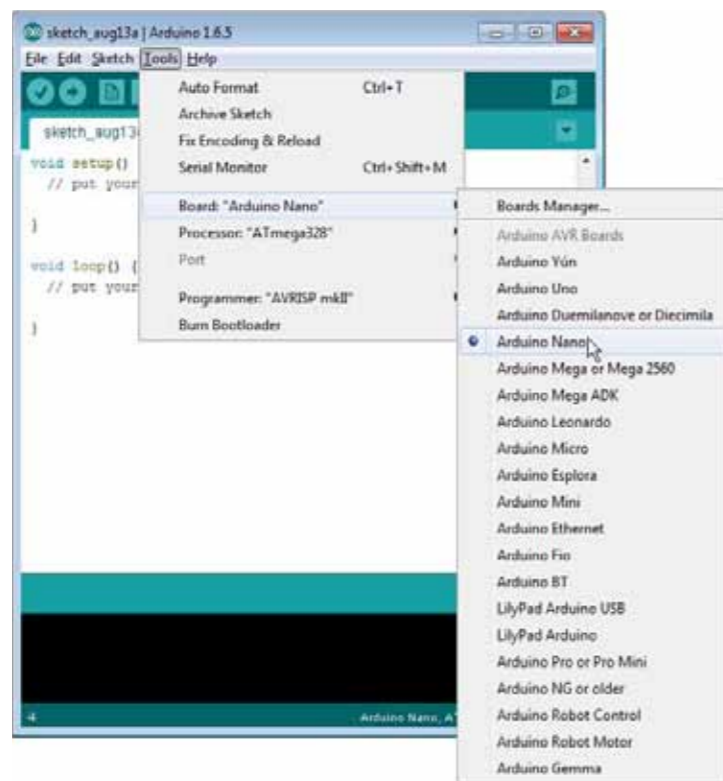 sketch_aug13a | Arduino 1.6.5
File Edit Sketch Tools Help
sketch_aug13
void setup()
// put your
}
void loop() {
// put your
}
Auto Format Ctrl+T
Archive Sketch
Fix Encoding & Reload
Serial Monitor Ctrl+Shift+M
Board: "Arduino Nano"
Processor: "ATmega328"
Port
Programmer: "AVRISP mkII"
Burn Bootloader
Boards Manager...
Arduino AVR Boards
Arduino Yún
Arduino Uno
Arduino Duemilanove or Diecimila
Arduino Nano
Arduino Mega or Mega 2560
Arduino Mega ADK
Arduino Leonardo
Arduino Micro
Arduino Esplora
Arduino Mini
Arduino Ethernet
Arduino Fio
Arduino BT
LilyPad Arduino USB
LilyPad Arduino
Arduino Pro or Pro Mini
Arduino NG or older
Arduino Robot Control
Arduino Robot Motor
Arduino Gemma
4 Arduino Nano, A